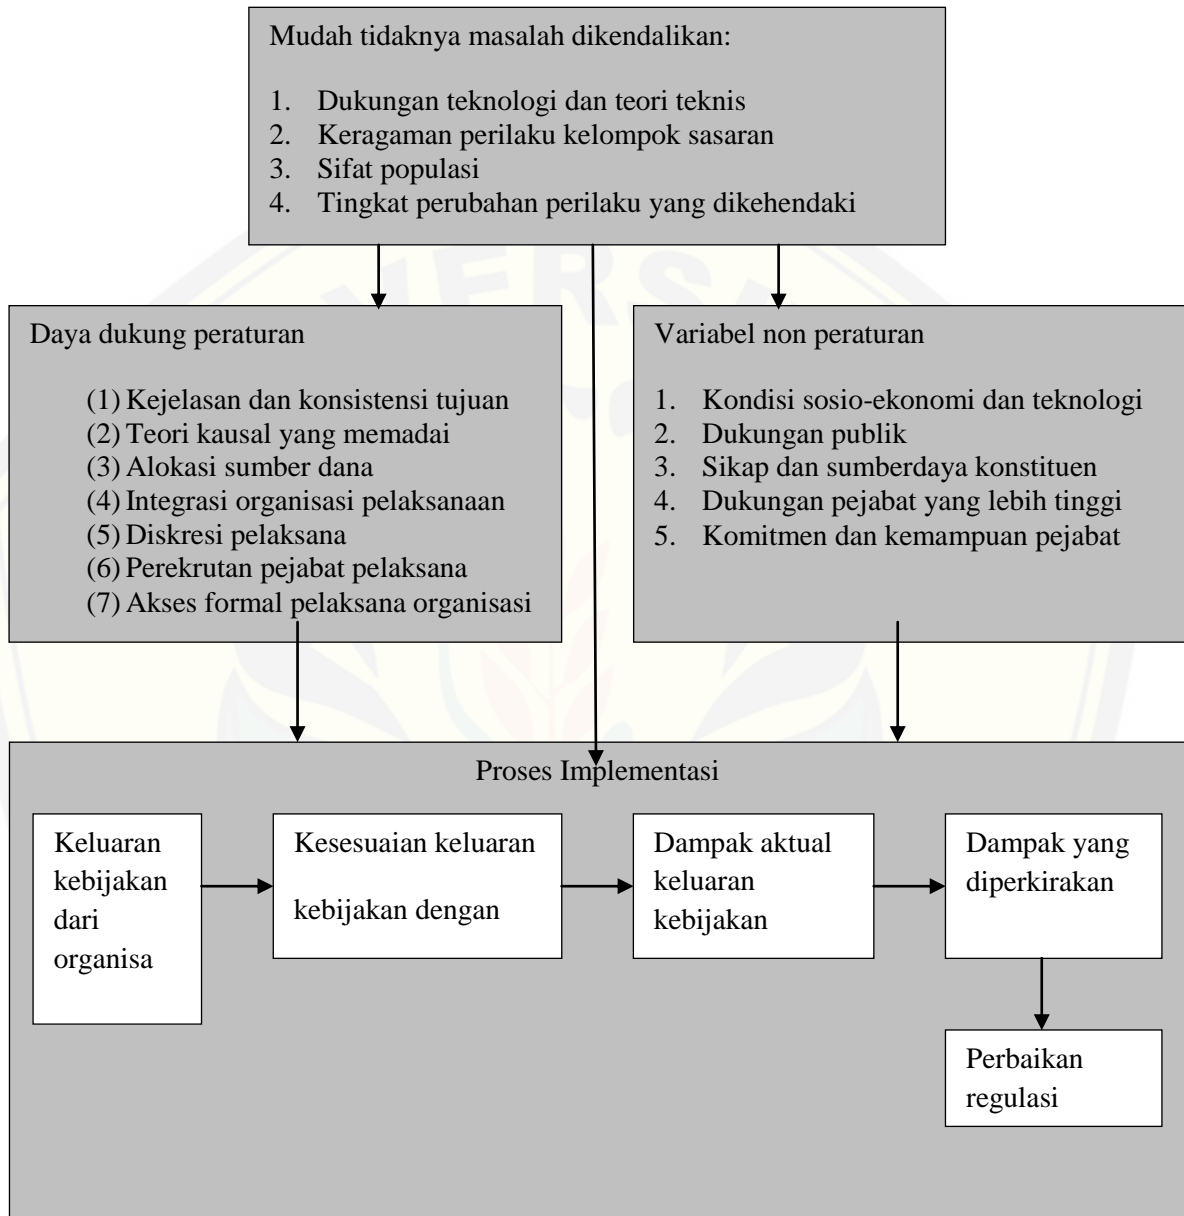 Mudah tidaknya masalah dikendalikan:
1. Dukungan teknologi dan teori teknis
2. Keragaman perilaku kelompok sasaran
3. Sifat populasi
4. Tingkat perubahan perilaku yang dikehendaki
Daya dukung peraturan
(1) Kejelasan dan konsistensi tujuan
(2) Teori kausal yang memadai
(3) Alokasi sumber dana
(4) Integrasi organisasi pelaksanaan
(5) Diskresi pelaksana
(6) Perekrutan pejabat pelaksana
(7) Akses formal pelaksana organisasi
Variabel non peraturan
1. Kondisi sosio-ekonomi dan teknologi
2. Dukungan publik
3. Sikap dan sumberdaya konstituen
4. Dukungan pejabat yang lebih tinggi
5. Komitmen dan kemampuan pejabat
Proses Implementasi
Keluaran
kebijakan
dari
organisa
Kesesuaian keluaran
kebijakan dengan
Dampak aktual
keluaran
kebijakan
Dampak yang
diperkirakan
Perbaikan
regulasi